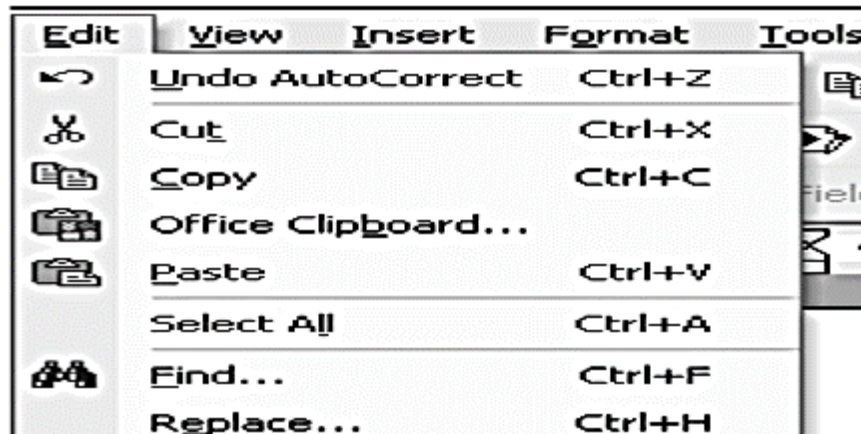 Edit View Insert Format Tools
Undo AutoCorrect Ctrl+Z
Cut Ctrl+X
Copy Ctrl+C
Office Clipboard...
Paste Ctrl+V
Select All Ctrl+A
Find... Ctrl+F
Replace... Ctrl+H